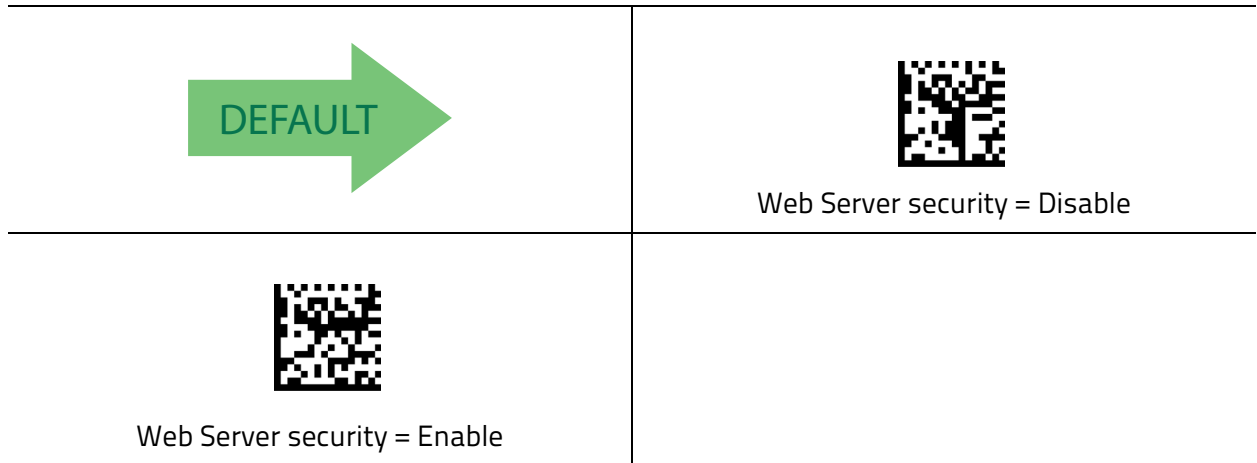 DEFAULT
Web Server security = Disable
Web Server security = Enable